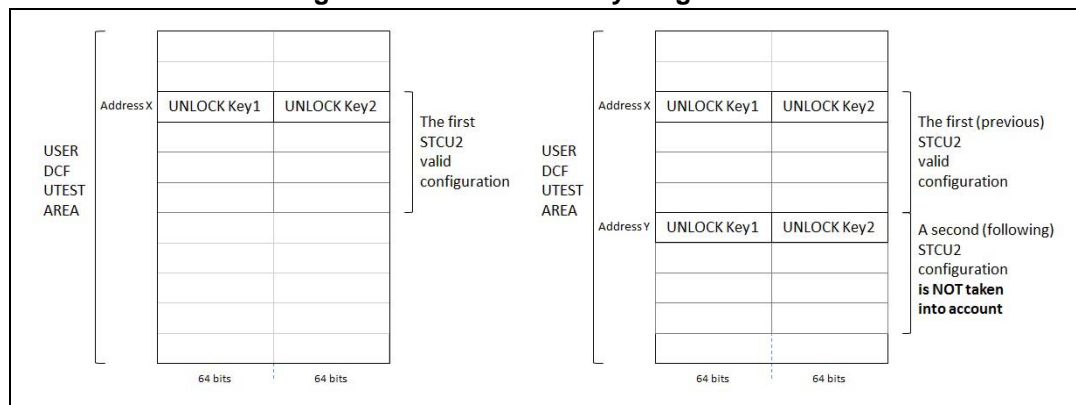 USER
DCF
UTEST
AREA
Address X
UNLOCK Key1
UNLOCK Key2
The first
STCU2
valid
configuration
64 bits
64 bits
USER
DCF
UTEST
AREA
Address X
UNLOCK Key1
UNLOCK Key2
The first (previous)
STCU2
valid
configuration
Address Y
UNLOCK Key1
UNLOCK Key2
A second (following)
STCU2
configuration
is NOT taken
into account
64 bits
64 bits